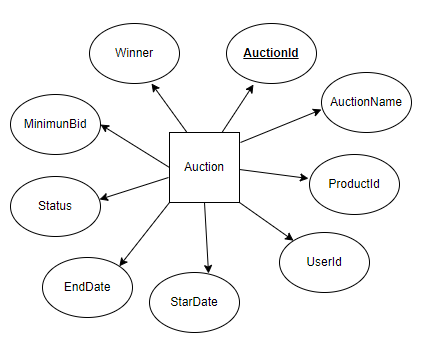 Winner
AuctionId
AuctionName
MinimunBid
Auction
ProductId
Status
UserId
EndDate
StarDate